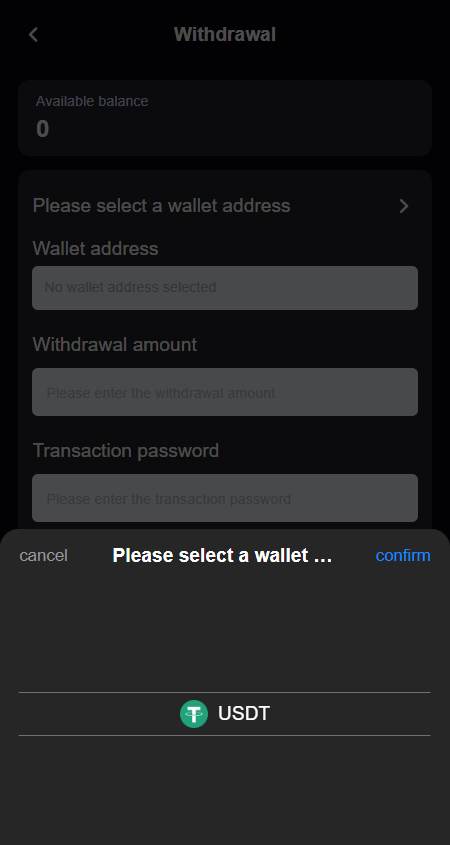 Withdrawal
Available balance
0
Please select a wallet address
Wallet address
No wallet address selected
Withdrawal amount
Please enter the withdrawal amount
Transaction password
Please enter the transaction password
cancel Please select a wallet ... confirm
USDT